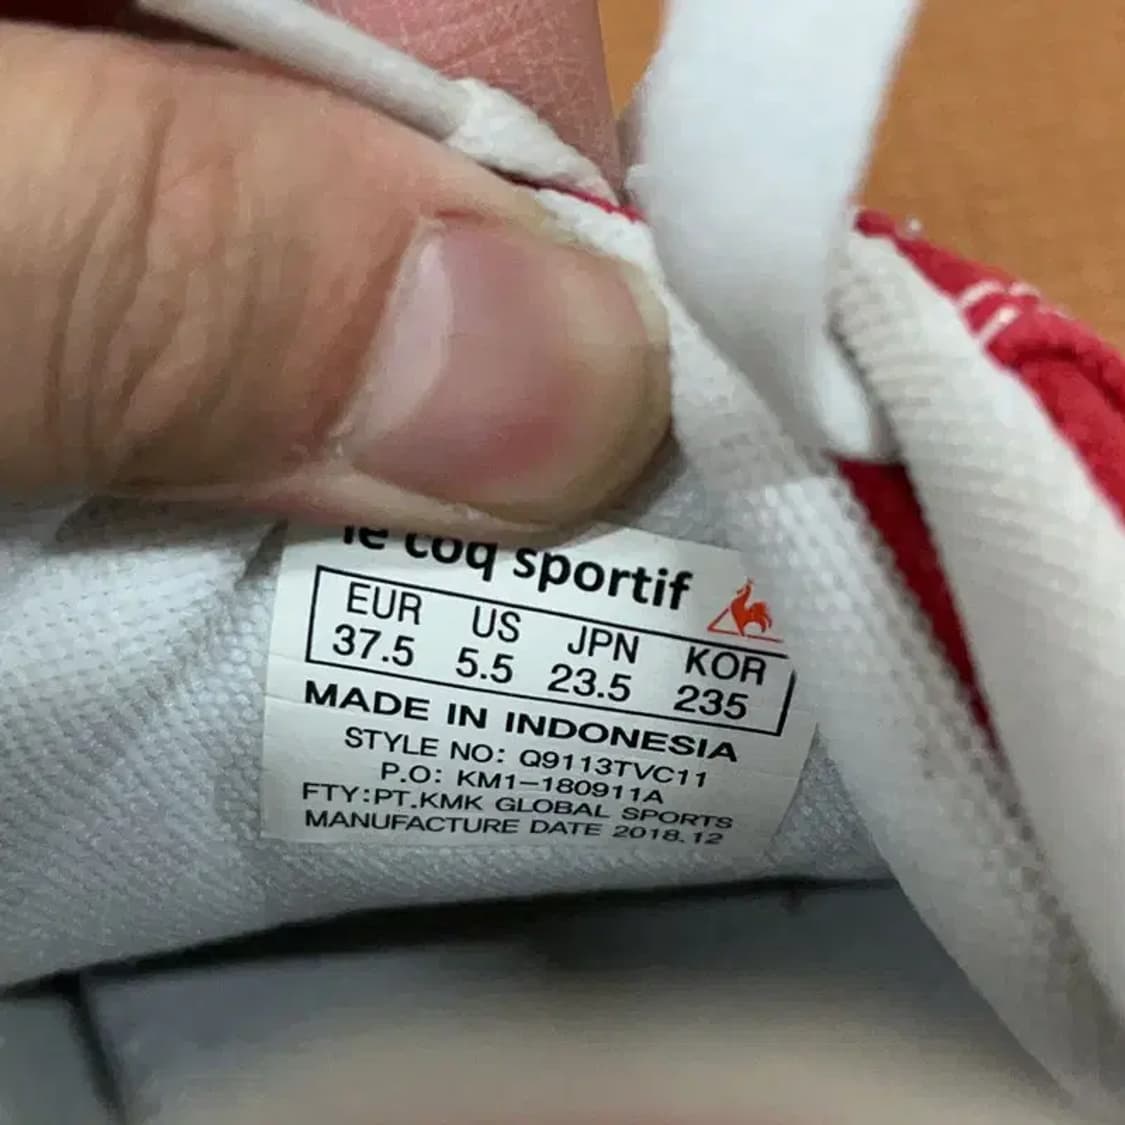 le coq sportif
EUR US JPN KOR
37.5 5.5 23.5 235
MADE IN INDONESIA
STYLE NO: Q9113TVC11
P.O: KM1-180911A
FTY:PT.KMK GLOBAL SPORTS
MANUFACTURE DATE 2018.12